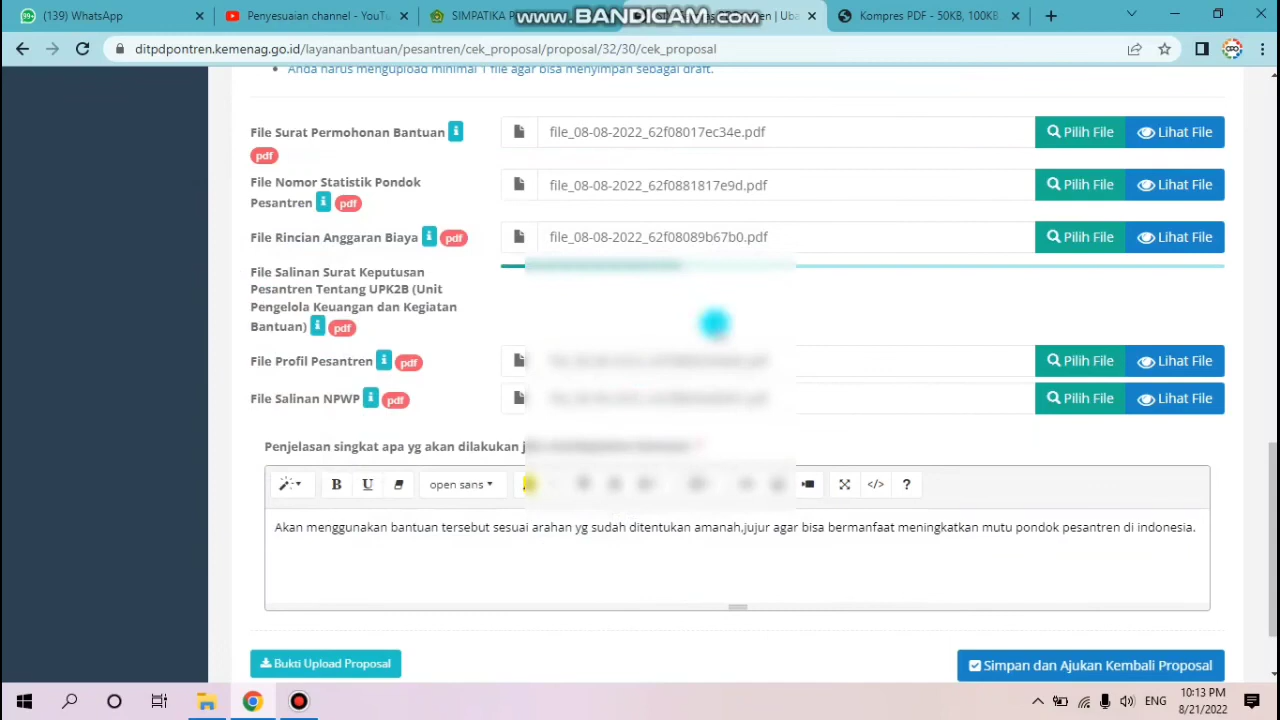 (139) WhatsApp
Penyesuaian channel - YouTu
SIMPATIKA P
www.BANDICAM.com
Uba
Kompres PDF - 50KB, 100KB
ditpdpontren.kemenag.go.id/layananbantuan/pesantren/cek_proposal/proposal/32/30/cek_proposal
Anda harus mengupload minimal 1 file agar bisa menyimpan sebagai draft.
File Surat Permohonan Bantuan
pdf
file_08-08-2022_62f08017ec34e.pdf
Pilih File
Lihat File
File Nomor Statistik Pondok
Pesantren
pdf
file_08-08-2022_62f0881817e9d.pdf
Pilih File
Lihat File
File Rincian Anggaran Biaya
pdf
file_08-08-2022_62f08089b67b0.pdf
Pilih File
Lihat File
File Salinan Surat Keputusan
Pesantren Tentang UPK2B (Unit
Pengelola Keuangan dan Kegiatan
Bantuan)
pdf
File Profil Pesantren
pdf
Pilih File
Lihat File
File Salinan NPWP
pdf
Pilih File
Lihat File
Penjelasan singkat apa yg akan dilakukan
B
U
open sans
</>
?
Akan menggunakan bantuan tersebut sesuai arahan yg sudah ditentukan amanah,jujur agar bisa bermanfaat meningkatkan mutu pondok pesantren di indonesia.
Bukti Upload Proposal
Simpan dan Ajukan Kembali Proposal
ENG
10:13 PM
8/21/2022